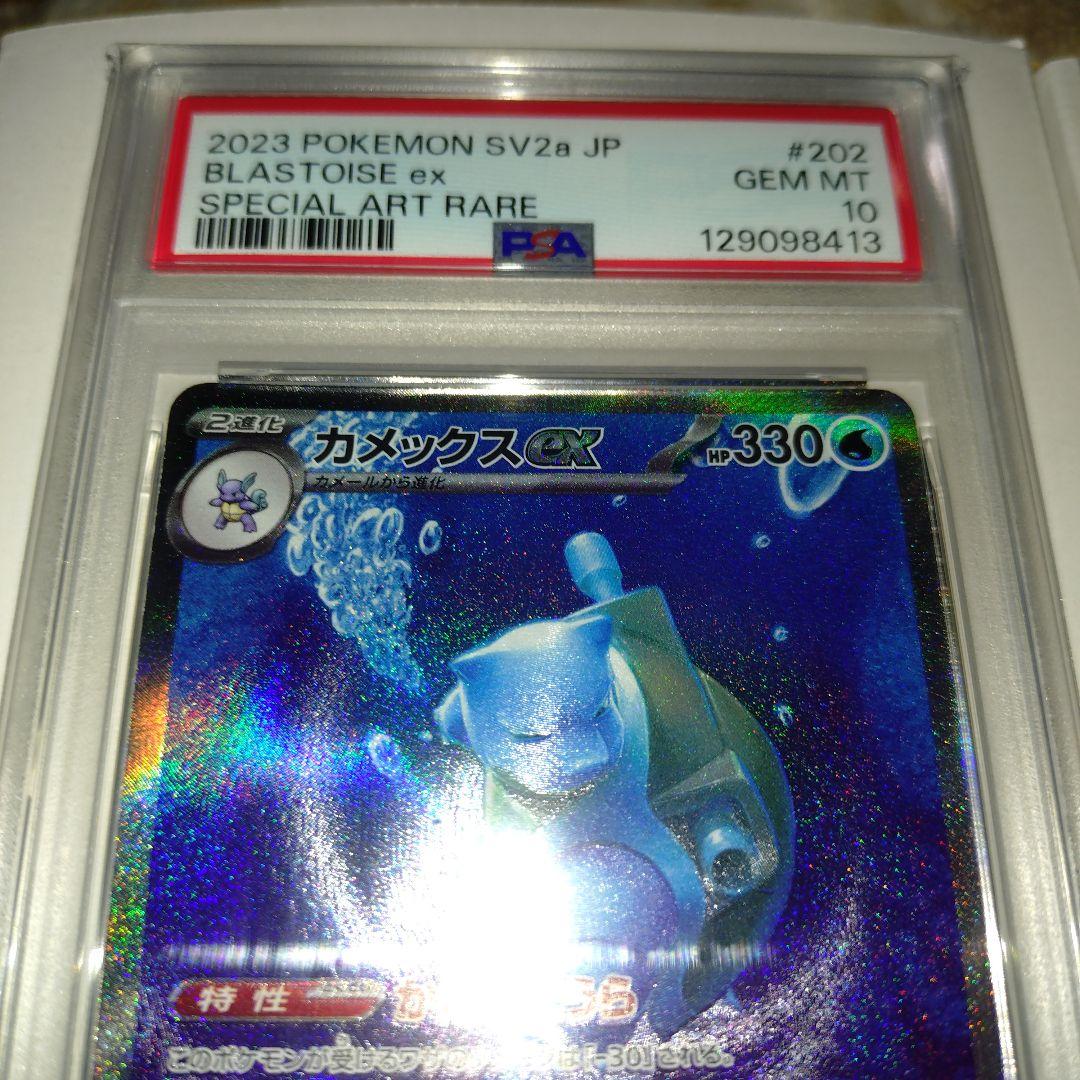 2023 POKEMON SV2a JP #202
BLASTOISE ex GEM MT
SPECIAL ART RARE 10
PSA 129098413
2進化 カメックスex HP330
カメールから進化
特性
このポケモンが受けるワザの は「-30」される。